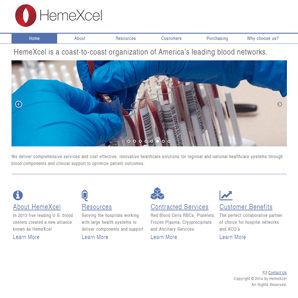 HemeXcel
Home
About
Resources
Customers
Purchasing
Why choose us?
HemeXcel is a coast-to-coast organization of America's leading blood networks.
We deliver comprehensive services and cost effective, innovative healthcare solutions for regional and national healthcare systems through
blood components and clinical support to optimize patient outcomes.
About HemeXcel
In 2013 five leading U.S. blood
centers created a new alliance
known as HemeXcel
Learn More
Resources
Serving the hospitals working
with large health systems to
deliver components and support
Learn More
Contracted Services
Red Blood Cells RBCs, Platelets,
Frozen Plasma, Cryoprecipitate
and Ancillary Services
Learn More
Customer Benefits
The perfect collaborative partner
of choice for hospital networks
and ACO's
Learn More
Contact Us
Copyright © 2014 by HemeXcel
All Rights Reserved.